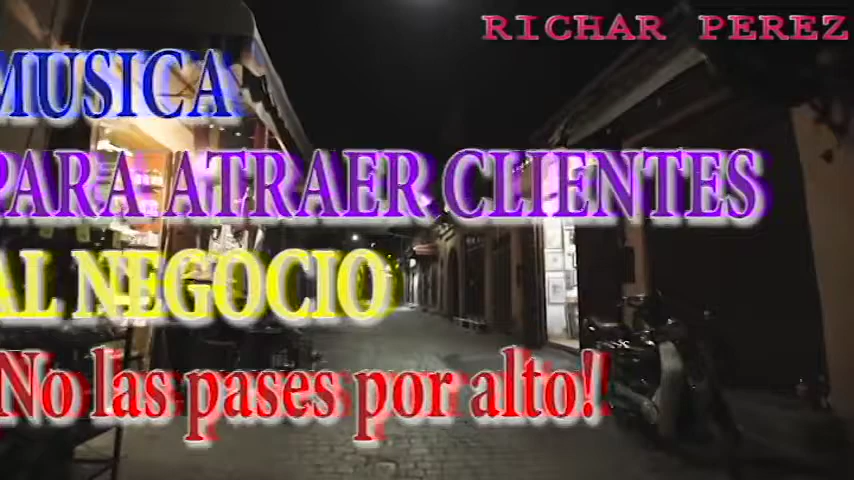 RICHAR PEREZ
MUSICA
PARA ATRAER CLIENTES
AL NEGOCIO
No las pases por alto!!